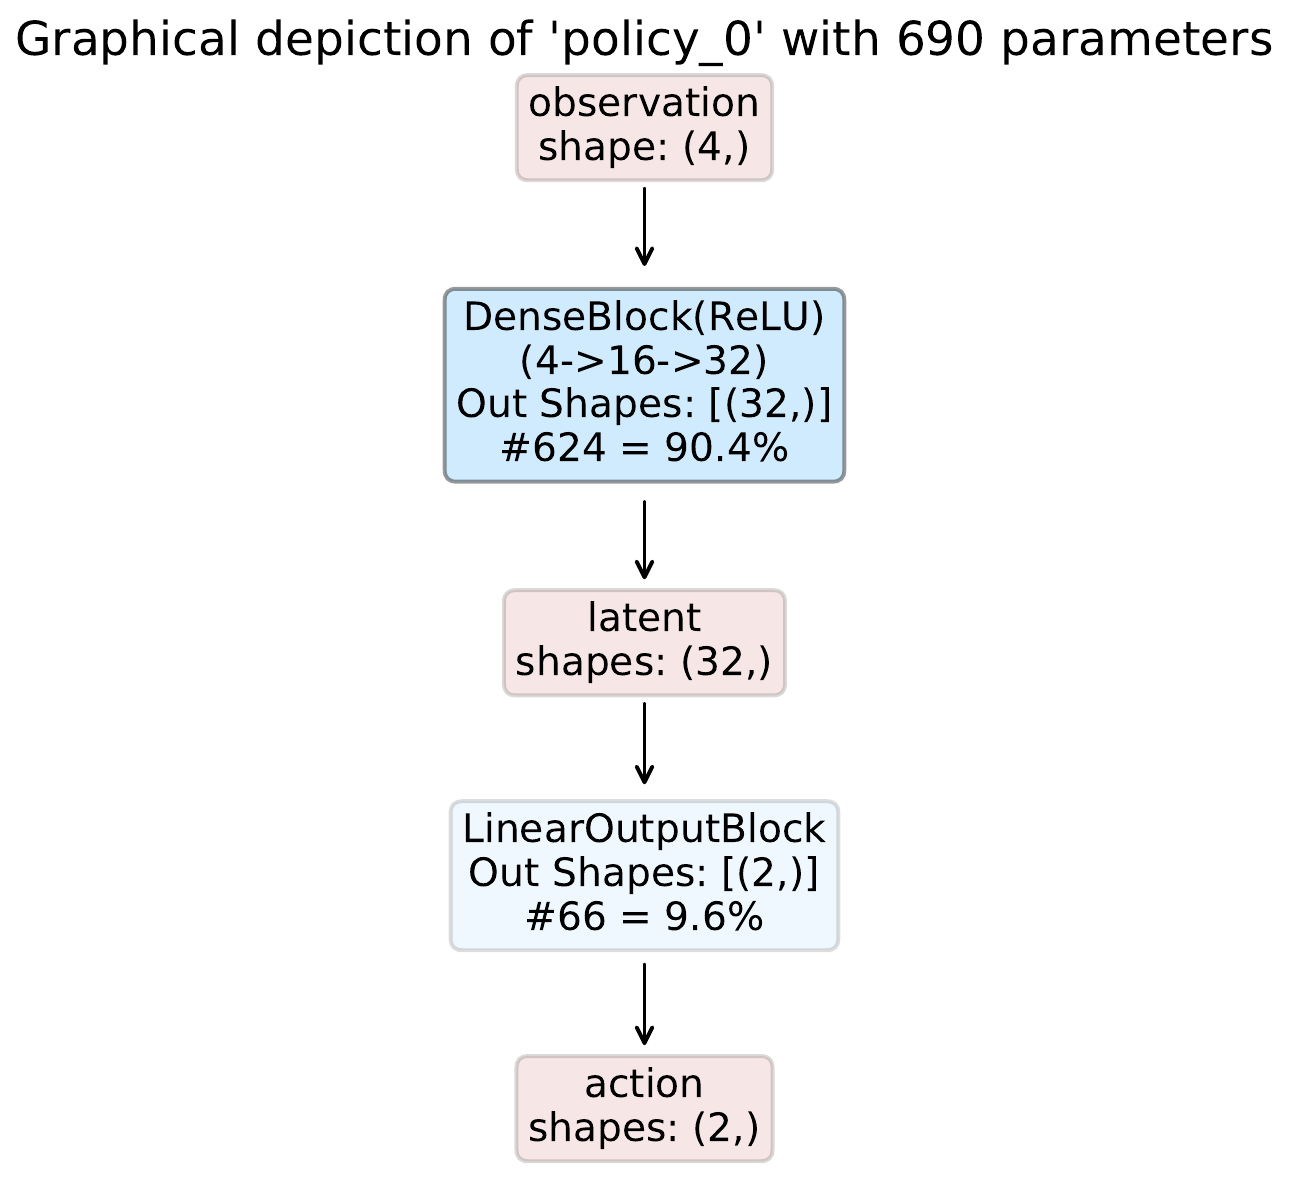 Graphical depiction of 'policy_0' with 690 parameters
observation
shape: (4,)
DenseBlock(ReLU)
(4->16->32)
Out Shapes: [(32,)]
#624 = 90.4%
latent
shapes: (32,)
LinearOutputBlock
Out Shapes: [(2,)]
#66 = 9.6%
action
shapes: (2,)